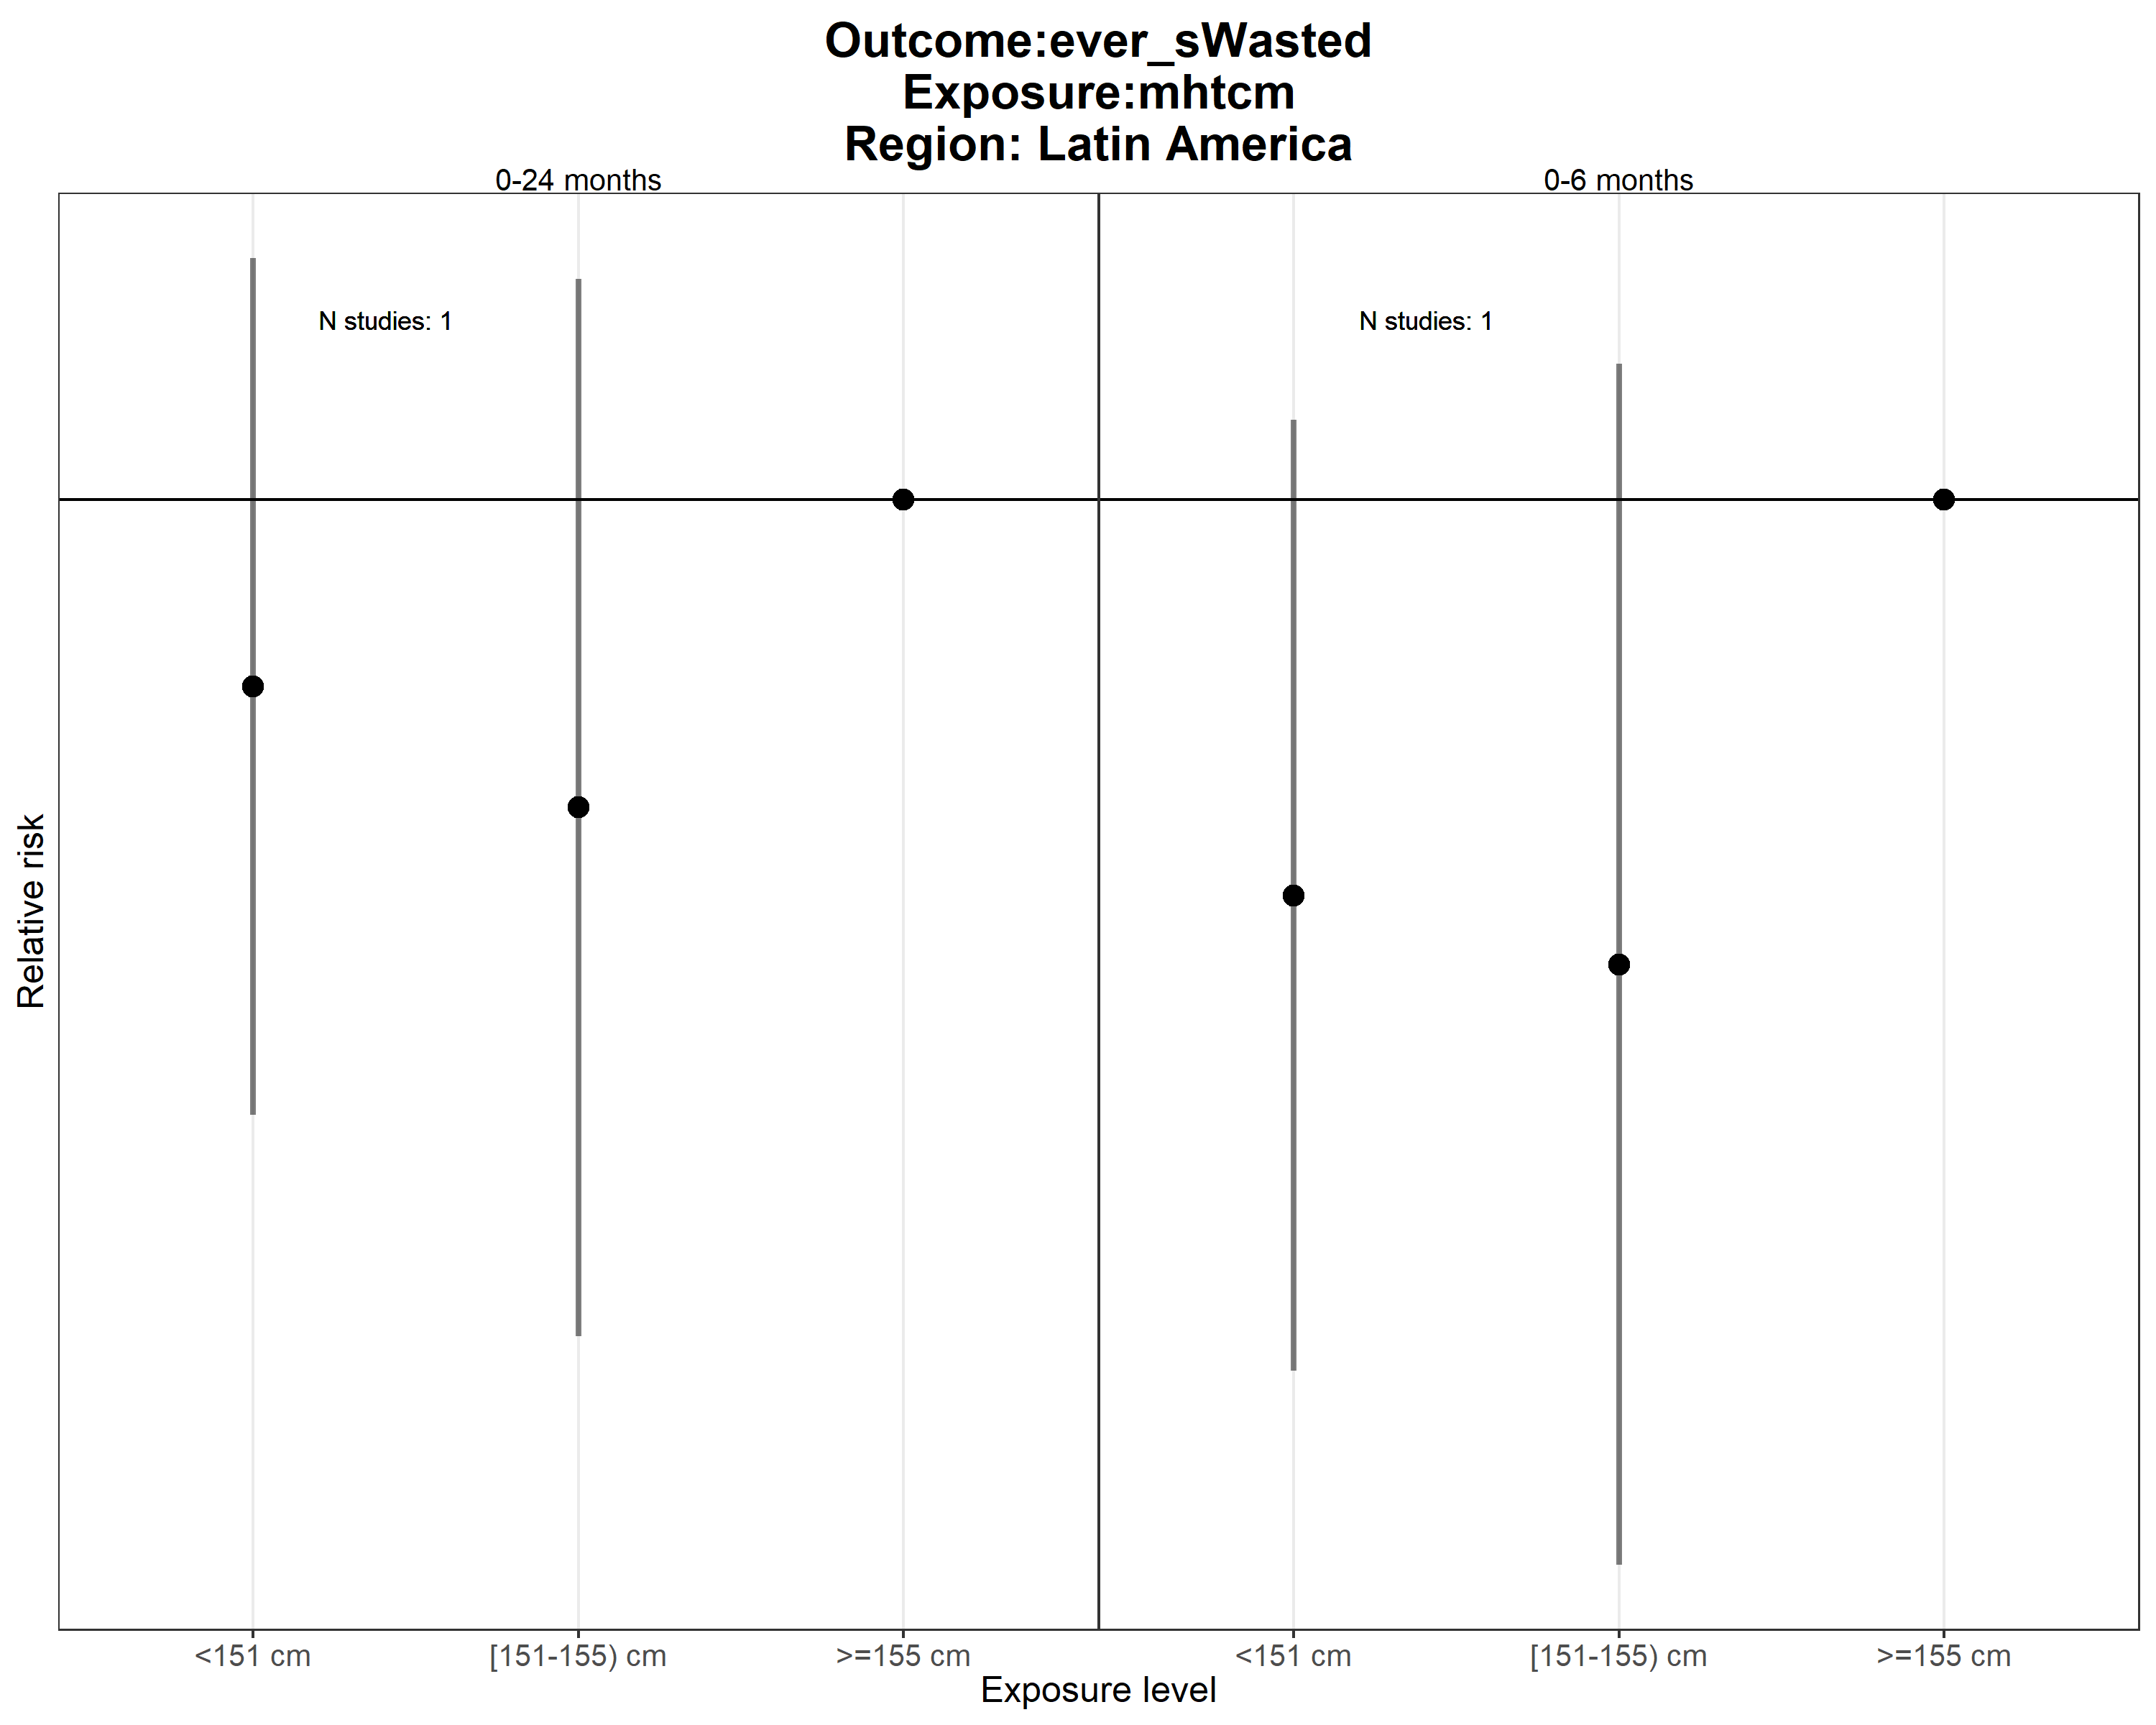 Outcome:ever_sWasted
Exposure:mhtcm
Region: Latin America
0-24 months
0-6 months
N studies: 1
N studies: 1
Relative risk
<151 cm
[151-155) cm
>=155 cm
<151 cm
[151-155) cm
>=155 cm
Exposure level